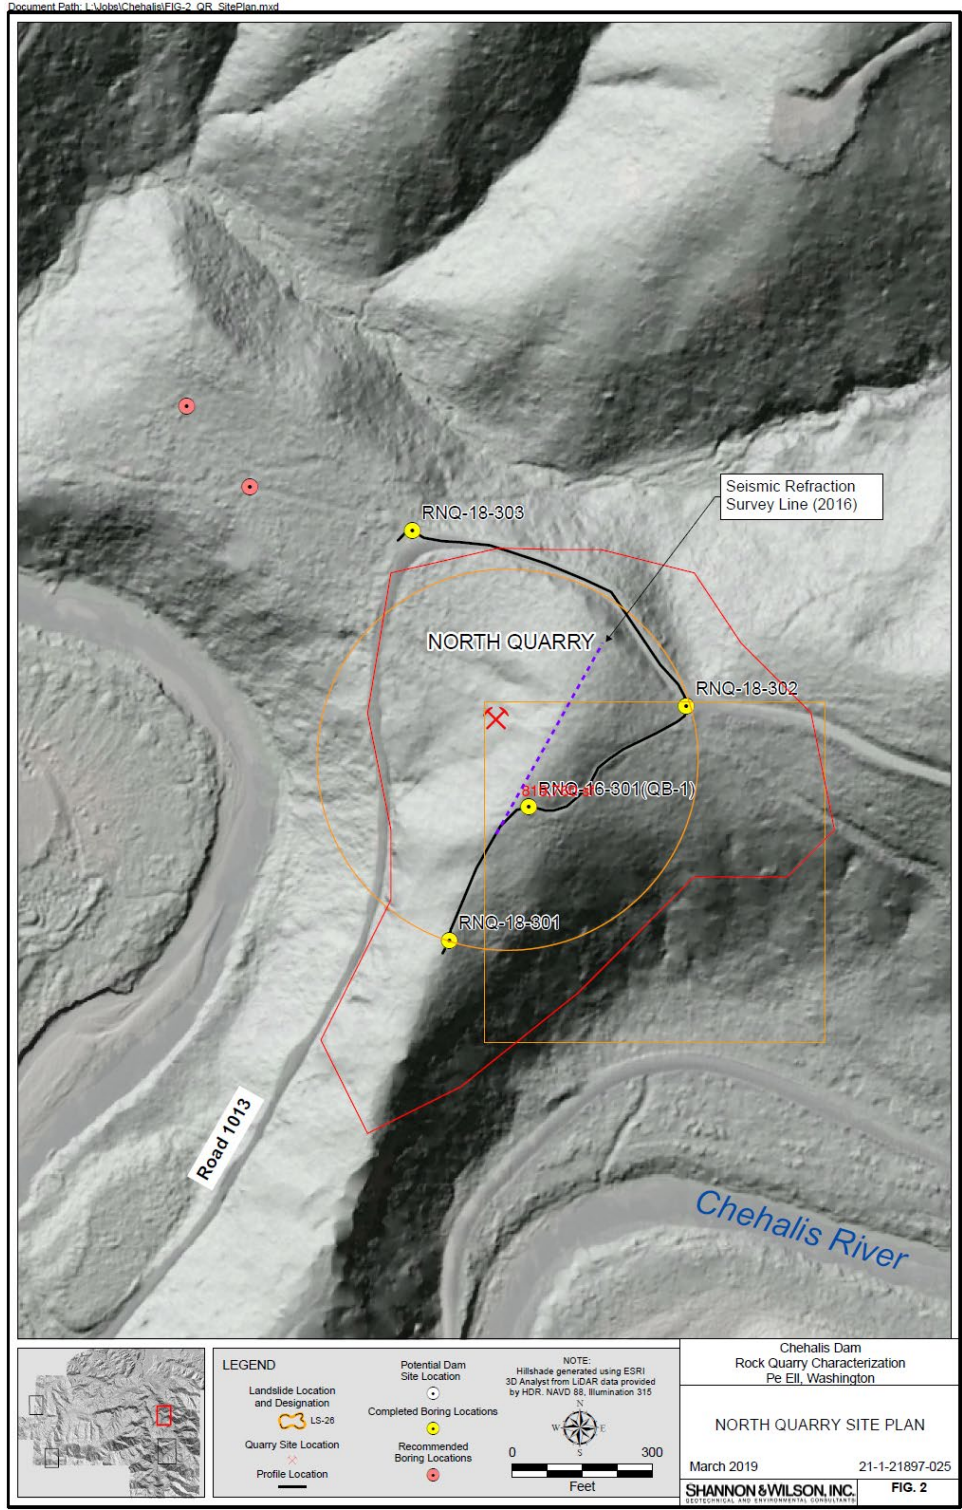 Document Path: L:\Jobs\Chehalis\FIG-2_QR_SitePlan.mxd
Seismic Refraction
Survey Line (2016)
RNQ-18-303
NORTH QUARRY
RNQ-18-302
RNQ-16-301(QB-1)
RNQ-18-301
Road 1013
Chehalis River
LEGEND
Landslide Location
and Designation
LS-26
Quarry Site Location
Profile Location
Potential Dam
Site Location
Completed Boring Locations
Recommended
Boring Locations
NOTE:
Hillshade generated using ESRI
3D Analyst from LiDAR data provided
by HDR. NAVD 88, Illumination 315
N
W E
S
0 300
Feet
Chehalis Dam
Rock Quarry Characterization
Pe Ell, Washington
NORTH QUARRY SITE PLAN
March 2019 21-1-21897-025
SHANNON & WILSON, INC.
GEOTECHNICAL AND ENVIRONMENTAL CONSULTANTS
FIG. 2